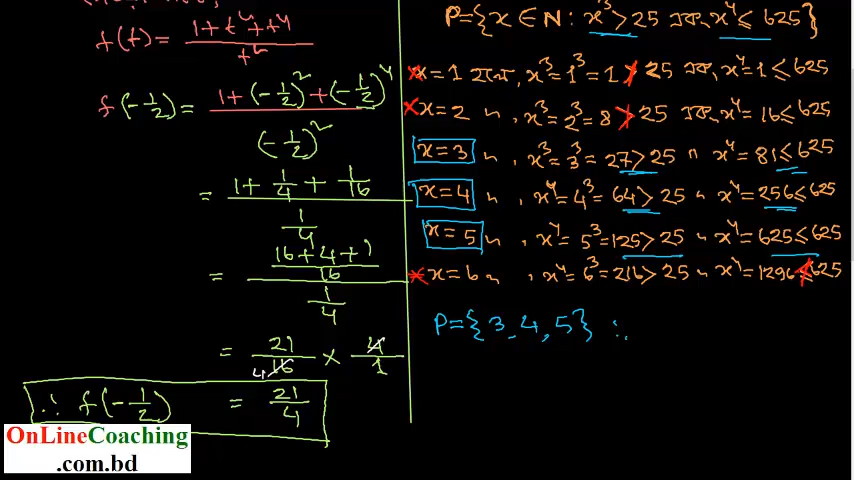 f(t) = 1 + t⁴ + t⁴ / t²
f(-1/2) = 1 + (-1/2)² + (-1/2)⁴ / (-1/2)²
= 1 + 1/4 + 1/16 / 1/4
= 16 + 4 + 1 / 16 / 1/4
= 21/16 × 4/1
4
∴ f(-1/2) = 21/4
P = {x ∈ N : x³ > 25 এবং x⁴ ≤ 625}
x = 1 হলে, x³ = 1³ = 1 ≯ 25 এবং x⁴ = 1 ≤ 625
x = 2 " , x³ = 2³ = 8 ≯ 25 এবং x⁴ = 16 ≤ 625
x = 3 " , x³ = 3³ = 27 > 25 " x⁴ = 81 ≤ 625
x = 4 " , x⁴ = 4³ = 64 > 25 " x⁴ = 256 ≤ 625
x = 5 " , x⁴ = 5³ = 125 > 25 " x⁴ = 625 ≤ 625
x = 6 " , x⁴ = 6³ = 216 > 25 " x⁴ = 1296 ≰ 625
P = {3, 4, 5} ∴
OnLineCoaching
.com.bd